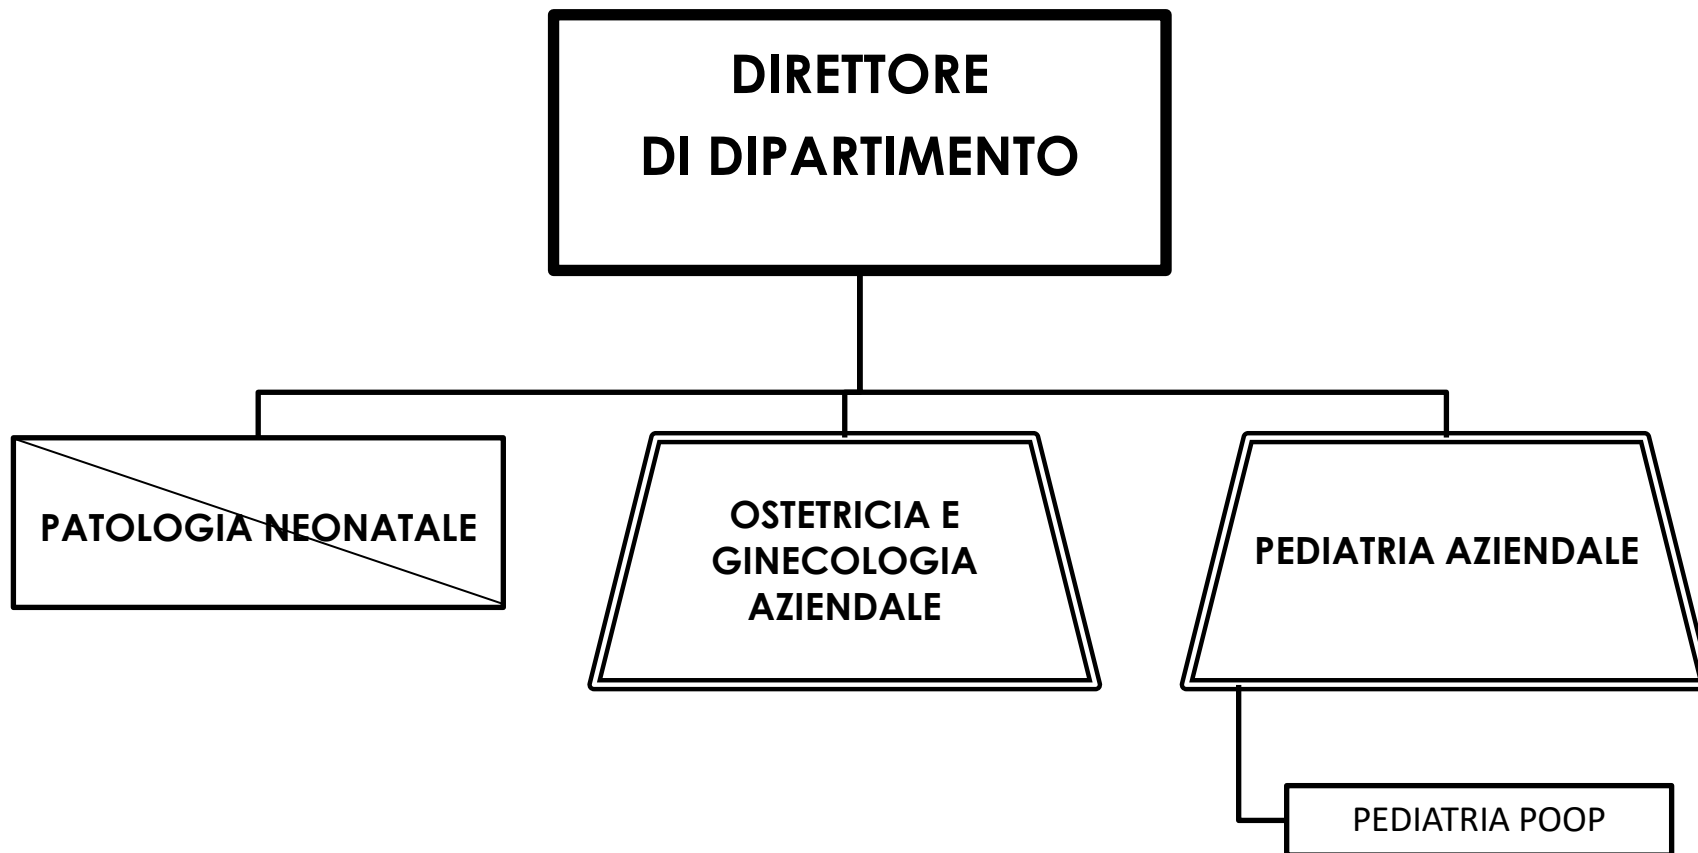 DIRETTORE
DI DIPARTIMENTO
PATOLOGIA NEONATALE
OSTETRICIA E
GINECOLOGIA
AZIENDALE
PEDIATRIA AZIENDALE
PEDIATRIA POOP